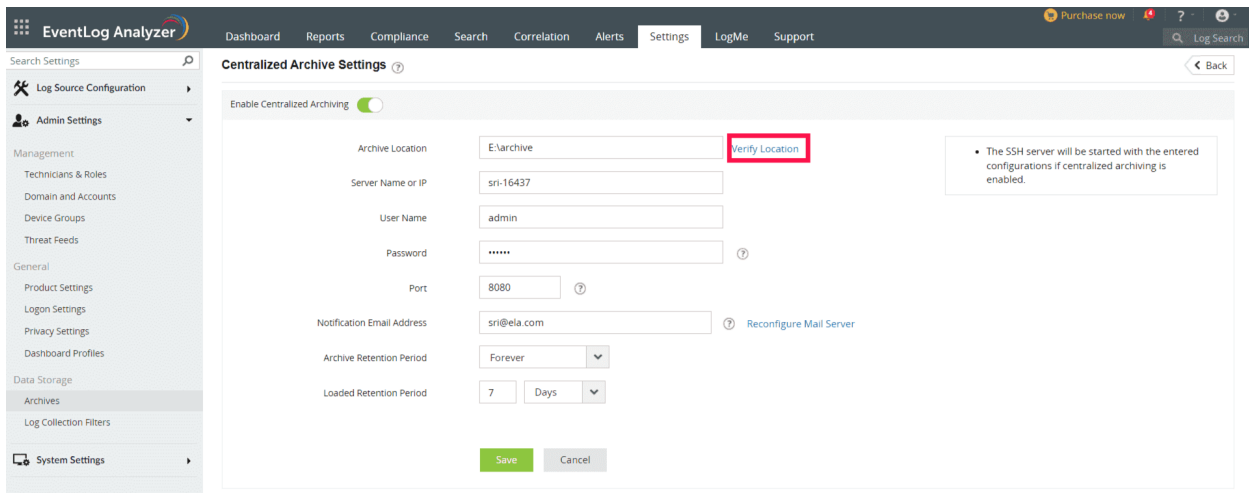 EventLog Analyzer
Purchase now 4 ?
Dashboard Reports Compliance Search Correlation Alerts Settings LogMe Support
Log Search
Search Settings
Centralized Archive Settings ?
Back
Log Source Configuration
Enable Centralized Archiving
Admin Settings
Management
Technicians & Roles
Domain and Accounts
Device Groups
Threat Feeds
General
Product Settings
Logon Settings
Privacy Settings
Dashboard Profiles
Data Storage
Archives
Log Collection Filters
System Settings
Archive Location E:\archive Verify Location
Server Name or IP sri-16437
User Name admin
Password •••••• ?
Port 8080 ?
Notification Email Address sri@ela.com ? Reconfigure Mail Server
Archive Retention Period Forever
Loaded Retention Period 7 Days
Save Cancel
• The SSH server will be started with the entered
configurations if centralized archiving is
enabled.